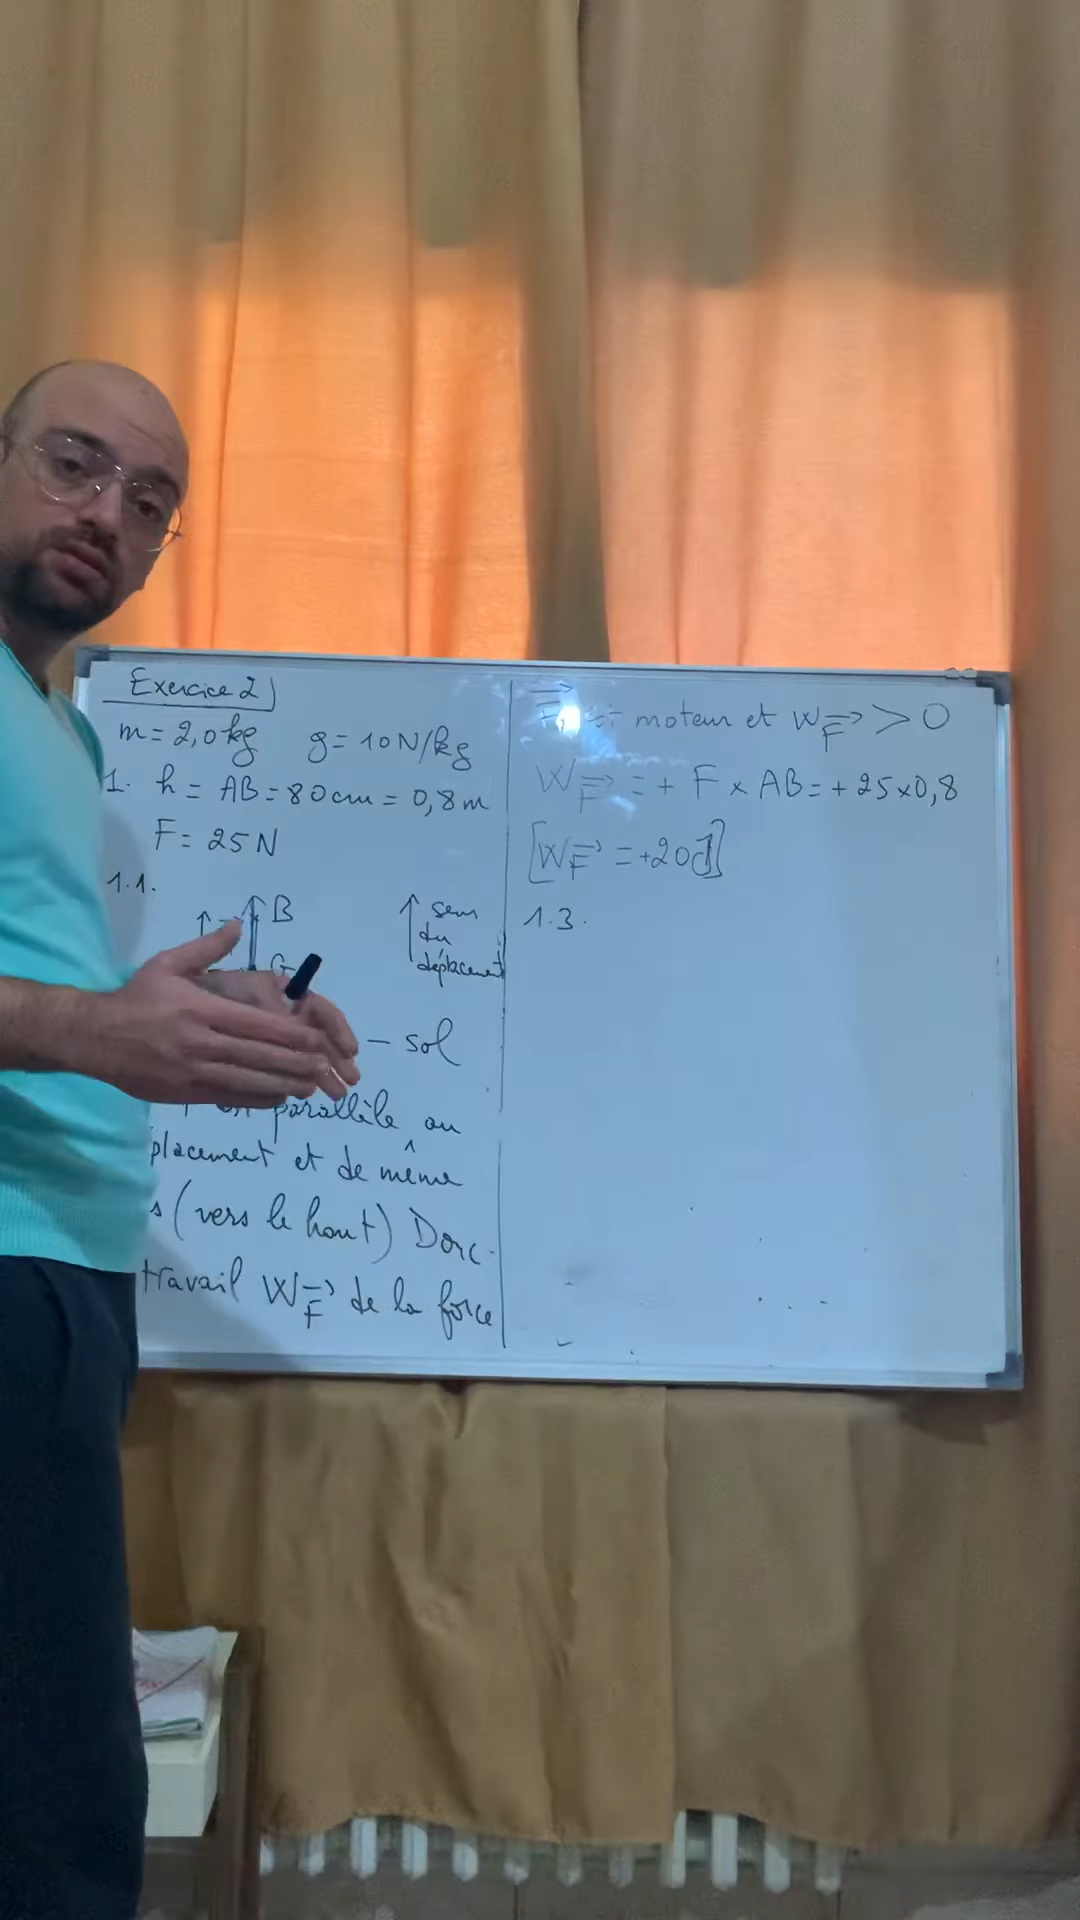 Exercice 2
m = 2,0 kg g = 10 N/kg
1. h = AB = 80 cm = 0,8 m
F = 25 N
1.1.
B
G
sens
du
déplacement
sol
est parallèle au
placement et de même
s (vers le haut) Donc
travail W F de la force
F est moteur et W F > 0
W F = + F × AB = + 25 × 0,8
[W F = +20J]
1.3.